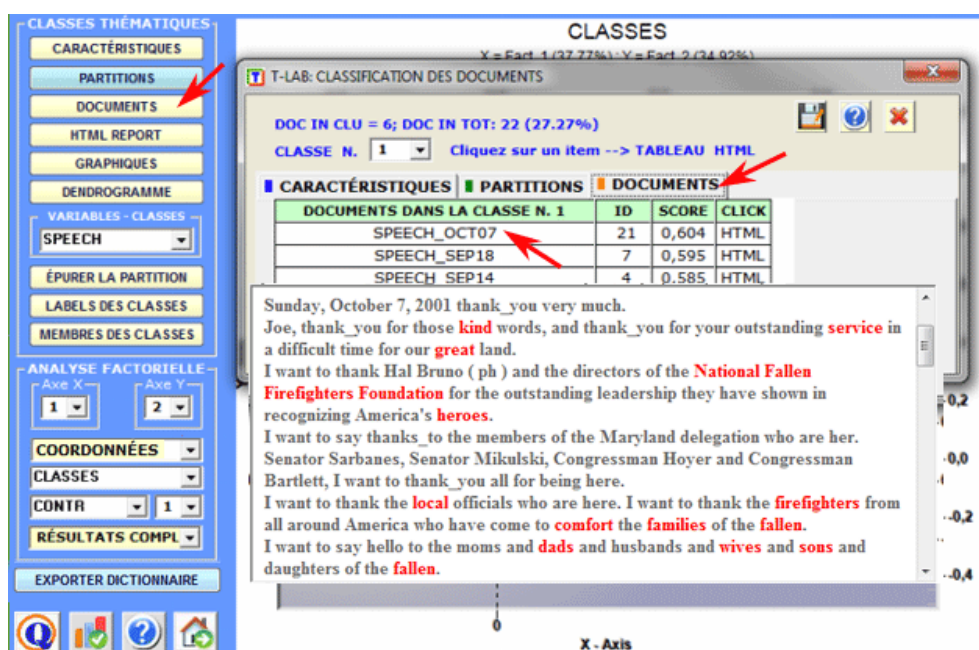 CLASSES THÉMATIQUES
CARACTÉRISTIQUES
PARTITIONS
DOCUMENTS
HTML REPORT
GRAPHIQUES
DENDROGRAMME
VARIABLES - CLASSES
SPEECH
ÉPURER LA PARTITION
LABELS DES CLASSES
MEMBRES DES CLASSES
ANALYSE FACTORIELLE
Axe X Axe Y
1 2
COORDONNÉES
CLASSES
CONTR 1
RÉSULTATS COMPL
EXPORTER DICTIONNAIRE
CLASSES
X = Fact. 1 (37.77%) ; Y = Fact. 2 (34.92%)
T-LAB: CLASSIFICATION DES DOCUMENTS
DOC IN CLU = 6; DOC IN TOT: 22 (27.27%)
CLASSE N. 1 Cliquez sur un item --> TABLEAU HTML
CARACTÉRISTIQUES PARTITIONS DOCUMENTS
DOCUMENTS DANS LA CLASSE N. 1 ID SCORE CLICK
SPEECH_OCT07 21 0,604 HTML
SPEECH_SEP18 7 0,595 HTML
SPEECH_SEP14 4 0,585 HTML
Sunday, October 7, 2001 thank_you very much.
Joe, thank_you for those kind words, and thank_you for your outstanding service in
a difficult time for our great land.
I want to thank Hal Bruno ( ph ) and the directors of the National Fallen
Firefighters Foundation for the outstanding leadership they have shown in
recognizing America's heroes.
I want to say thanks_to the members of the Maryland delegation who are her.
Senator Sarbanes, Senator Mikulski, Congressman Hoyer and Congressman
Bartlett, I want to thank_you all for being here.
I want to thank the local officials who are here. I want to thank the firefighters from
all around America who have come to comfort the families of the fallen.
I want to say hello to the moms and dads and husbands and wives and sons and
daughters of the fallen.
0,2
0,0
-0,2
-0,4
0
X - Axis